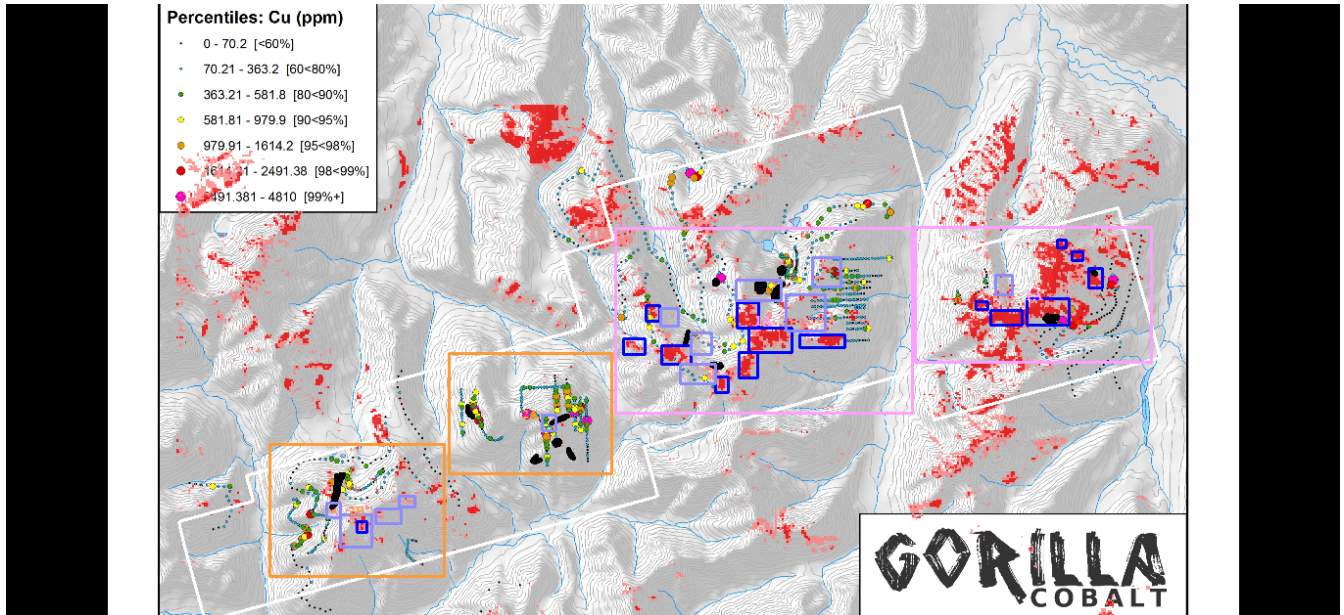 Percentiles: Cu (ppm)
0 - 70.2 [<60%]
70.21 - 363.2 [60<80%]
363.21 - 581.8 [80<90%]
581.81 - 979.9 [90<95%]
979.91 - 1614.2 [95<98%]
- 2491.38 [98<99%]
- 4810 [99%+]
GORILLA
COBALT